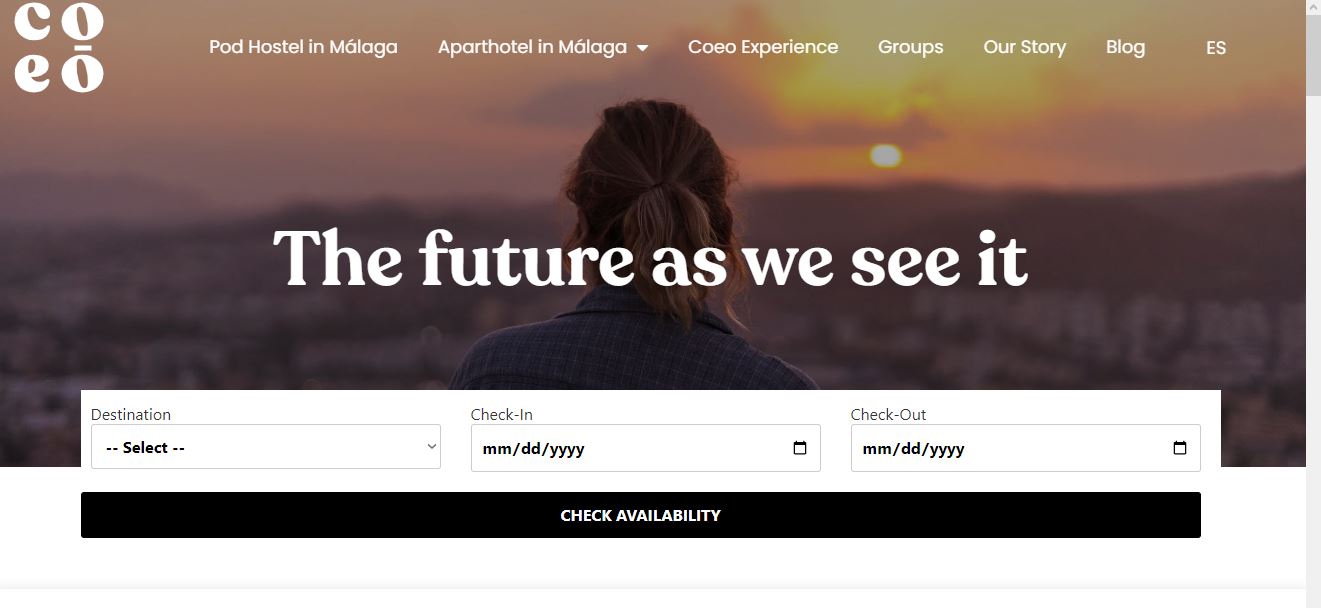 co
eō
Pod Hostel in Málaga Aparthotel in Málaga Coeo Experience Groups Our Story Blog ES
The future as we see it
Destination Check-In Check-Out
-- Select -- mm/dd/yyyy mm/dd/yyyy
CHECK AVAILABILITY